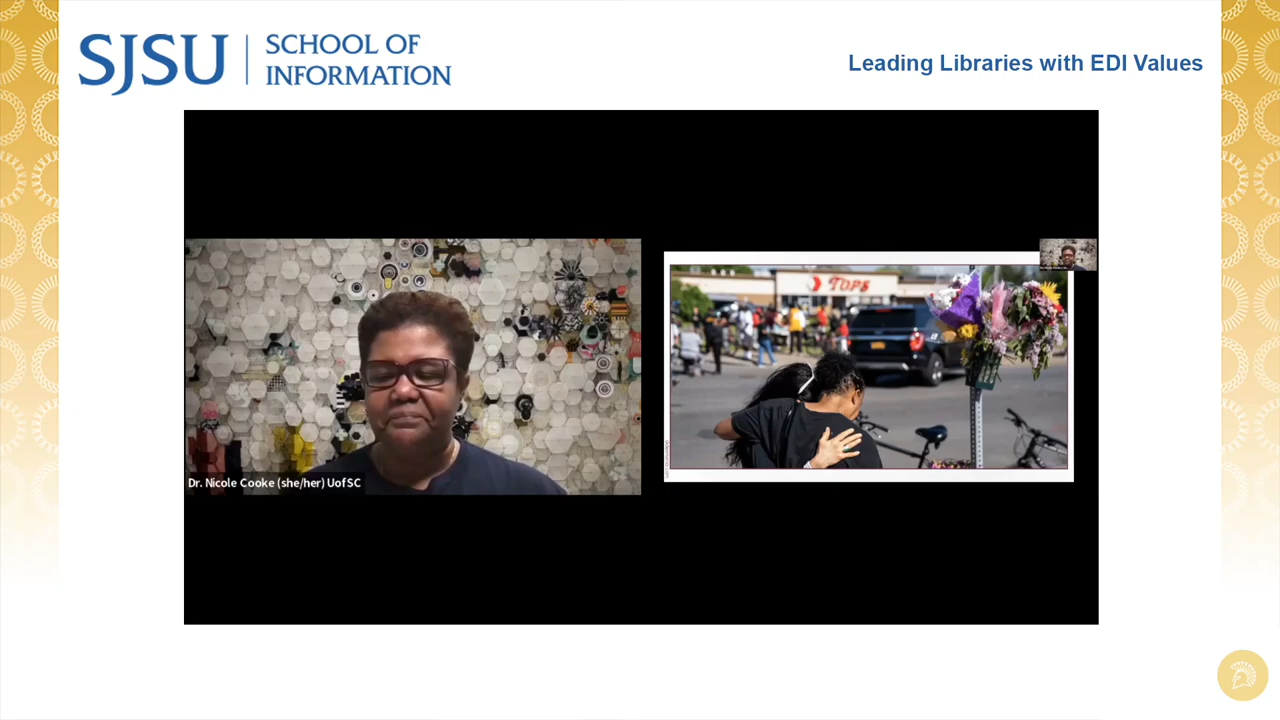 SJSU
SCHOOL OF
INFORMATION
Leading Libraries with EDI Values
TOPS
Dr. Nicole Cooke (she/her) UofSC